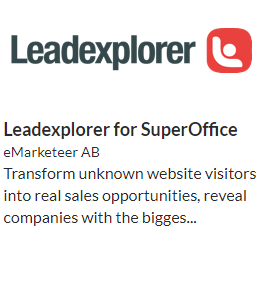 Leadexplorer
Leadexplorer for SuperOffice
eMarketeer AB
Transform unknown website visitors
into real sales opportunities, reveal
companies with the bigges...